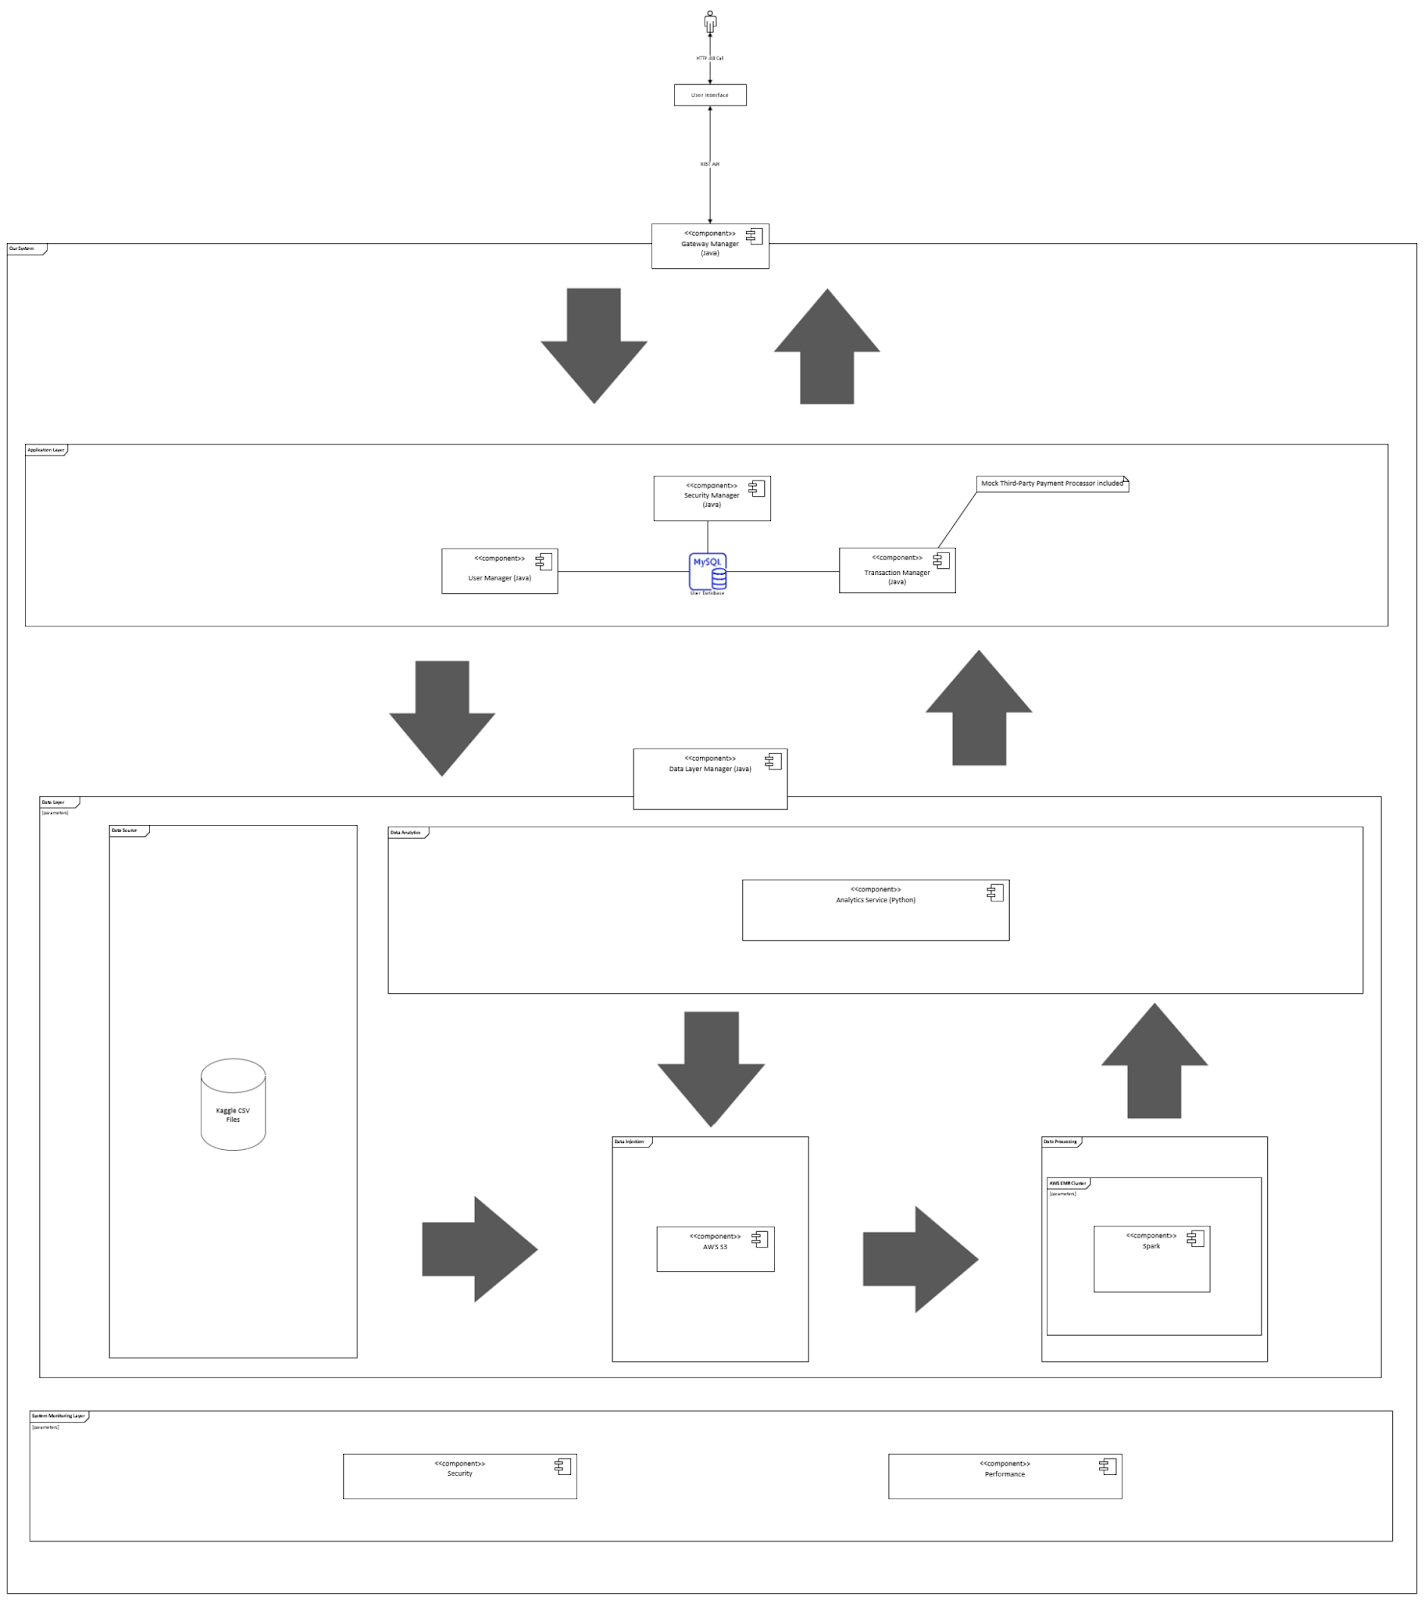 HTTP JSB Call
User Interface
REST API
<<component>>
Gateway Manager
(Java)
Our System
Application Layer
<<component>>
Security Manager
(Java)
Mock Third-Party Payment Processor included
<<component>>
User Manager (Java)
MySQL
User Database
<<component>>
Transaction Manager
(Java)
<<component>>
Data Layer Manager (Java)
Data Layer
[parameters]
Data Source
Data Analytics
<<component>>
Analytics Service (Python)
Kaggle CSV
Files
Data Injestion
<<component>>
AWS S3
Data Processing
AWS EMR Cluster
[parameters]
<<component>>
Spark
System Monitoring Layer
[parameters]
<<component>>
Security
<<component>>
Performance